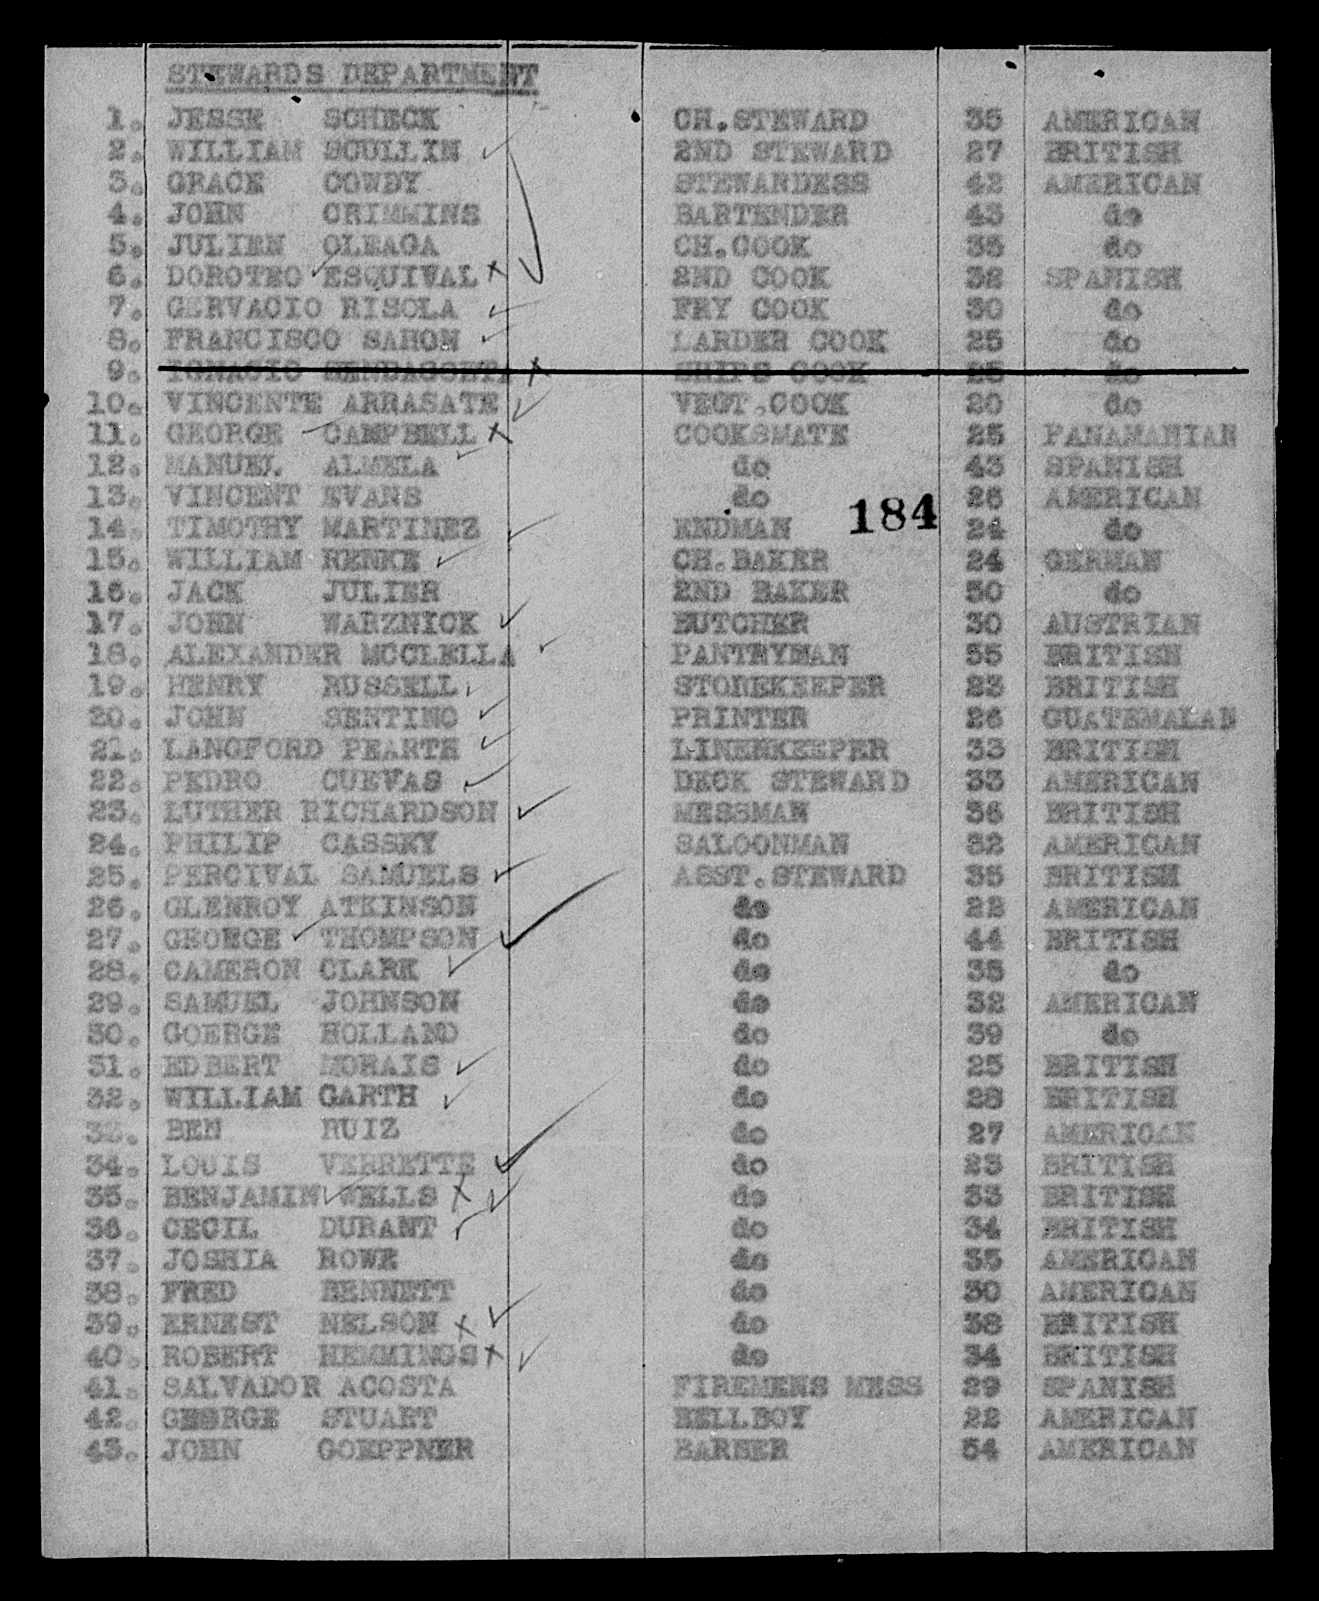 STEWARDS DEPARTMENT
1. JESSE SCHECK CH.STEWARD 35 AMERICAN
2. WILLIAM SCULLIN 2ND STEWARD 27 BRITISH
3. GRACE COWDY STEWARDESS 42 AMERICAN
4. JOHN CRIMMINS BARTENDER 43 do
5. JULIEN OLEAGA CH.COOK 35 do
6. DOROTEO ESQUIVAL 2ND COOK 32 SPANISH
7. GERVACIO RISOLA FRY COOK 30 do
8. FRANCISCO SAHON LARDER COOK 25 do
9. IGNACIO SHIPS COOK 25 do
10. VINCENTE ARRASATE VEGT.COOK 20 do
11. GEORGE CAMPBELL COOKSMATE 25 PANAMANIAN
12. MANUEL ALMELA do 43 SPANISH
13. VINCENT EVANS do 26 AMERICAN
184
14. TIMOTHY MARTINEZ ENDMAN 24 do
15. WILLIAM RENKE CH.BAKER 24 GERMAN
16. JACK JULIER 2ND BAKER 50 do
17. JOHN WARZNICK BUTCHER 30 AUSTRIAN
18. ALEXANDER MCCLELLA PANTRYMAN 35 BRITISH
19. HENRY RUSSELL STOREKEEPER 23 BRITISH
20. JOHN SENTINO PRINTER 26 GUATEMALAN
21. LANGFORD PEARTE LINENKEEPER 33 BRITISH
22. PEDRO CUEVAS DECK STEWARD 33 AMERICAN
23. LUTHER RICHARDSON MESSMAN 36 BRITISH
24. PHILIP CASSEY SALOONMAN 32 AMERICAN
25. PERCIVAL SAMUELS ASST.STEWARD 35 BRITISH
26. GLENROY ATKINSON do 22 AMERICAN
27. GEOEGE THOMPSON do 44 BRITISH
28. CAMERON CLARK do 35 do
29. SAMUEL JOHNSON do 32 AMERICAN
30. GOERGE HOLLAND do 39 do
31. EDBERT MORAIS do 25 BRITISH
32. WILLIAM GARTH do 28 BRITISH
33. BEN RUIZ do 27 AMERICAN
34. LOUIS VERRETTE do 23 BRITISH
35. BENJAMIN WELLS do 33 BRITISH
36. CECIL DURANT do 34 BRITISH
37. JOSHIA ROWE do 35 AMERICAN
38. FRED BENNETT do 30 AMERICAN
39. ERNEST NELSON do 38 BRITISH
40. ROBERT HEMMINGS do 34 BRITISH
41. SALVADOR ACOSTA FIREMENS MESS 29 SPANISH
42. GEORGE STUART BELLBOY 22 AMERICAN
43. JOHN GOEPPNER BARBER 54 AMERICAN